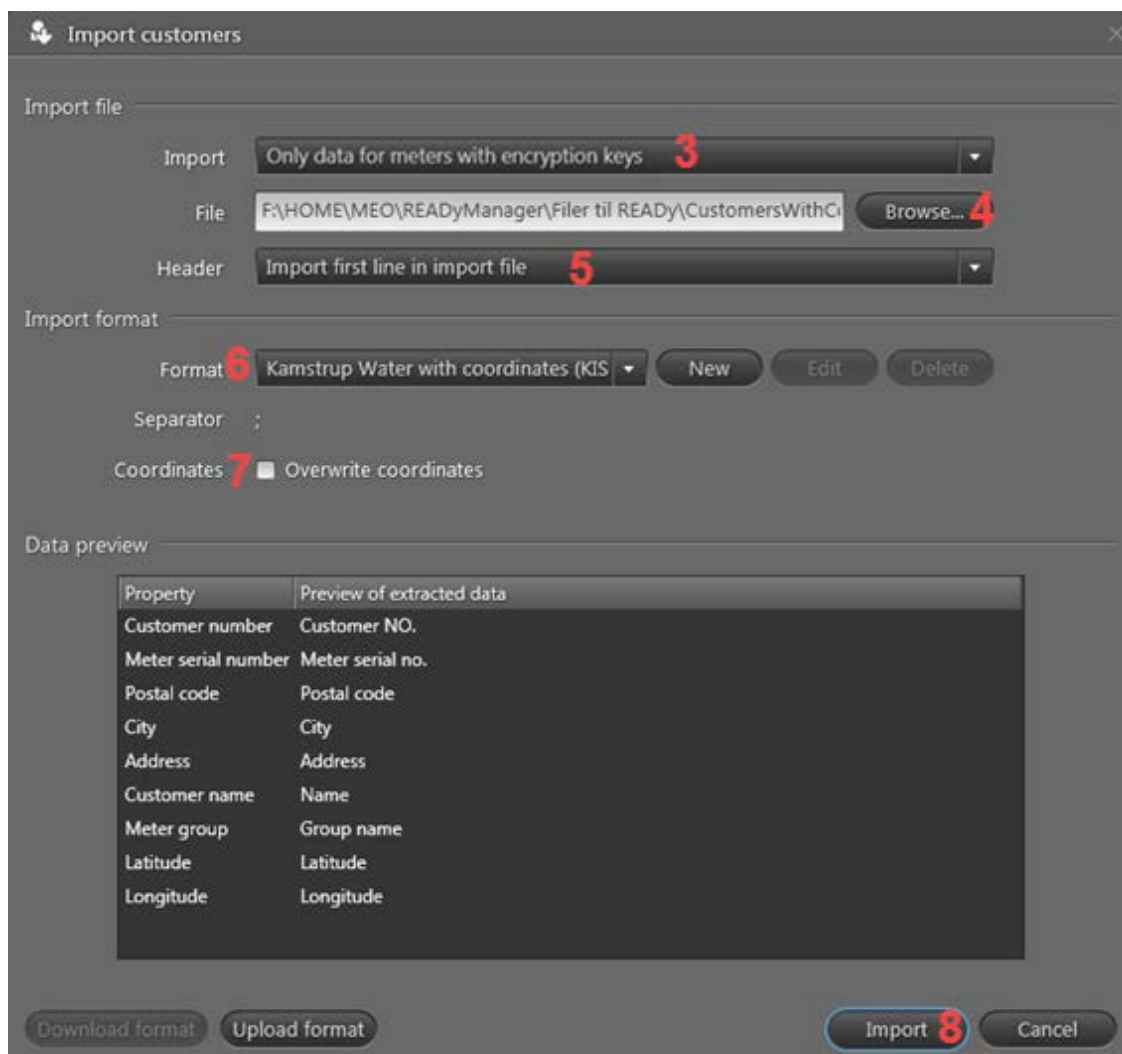 Import customers
Import file
Import Only data for meters with encryption keys 3
File F:\HOME\MEO\READyManager\Filer til READy\CustomersWithC Browse... 4
Header Import first line in import file 5
Import format
Format 6 Kamstrup Water with coordinates (KIS New Edit Delete
Separator ;
Coordinates 7 Overwrite coordinates
Data preview
Property Preview of extracted data
Customer number Customer NO.
Meter serial number Meter serial no.
Postal code Postal code
City City
Address Address
Customer name Name
Meter group Group name
Latitude Latitude
Longitude Longitude
Download format Upload format Import 8 Cancel